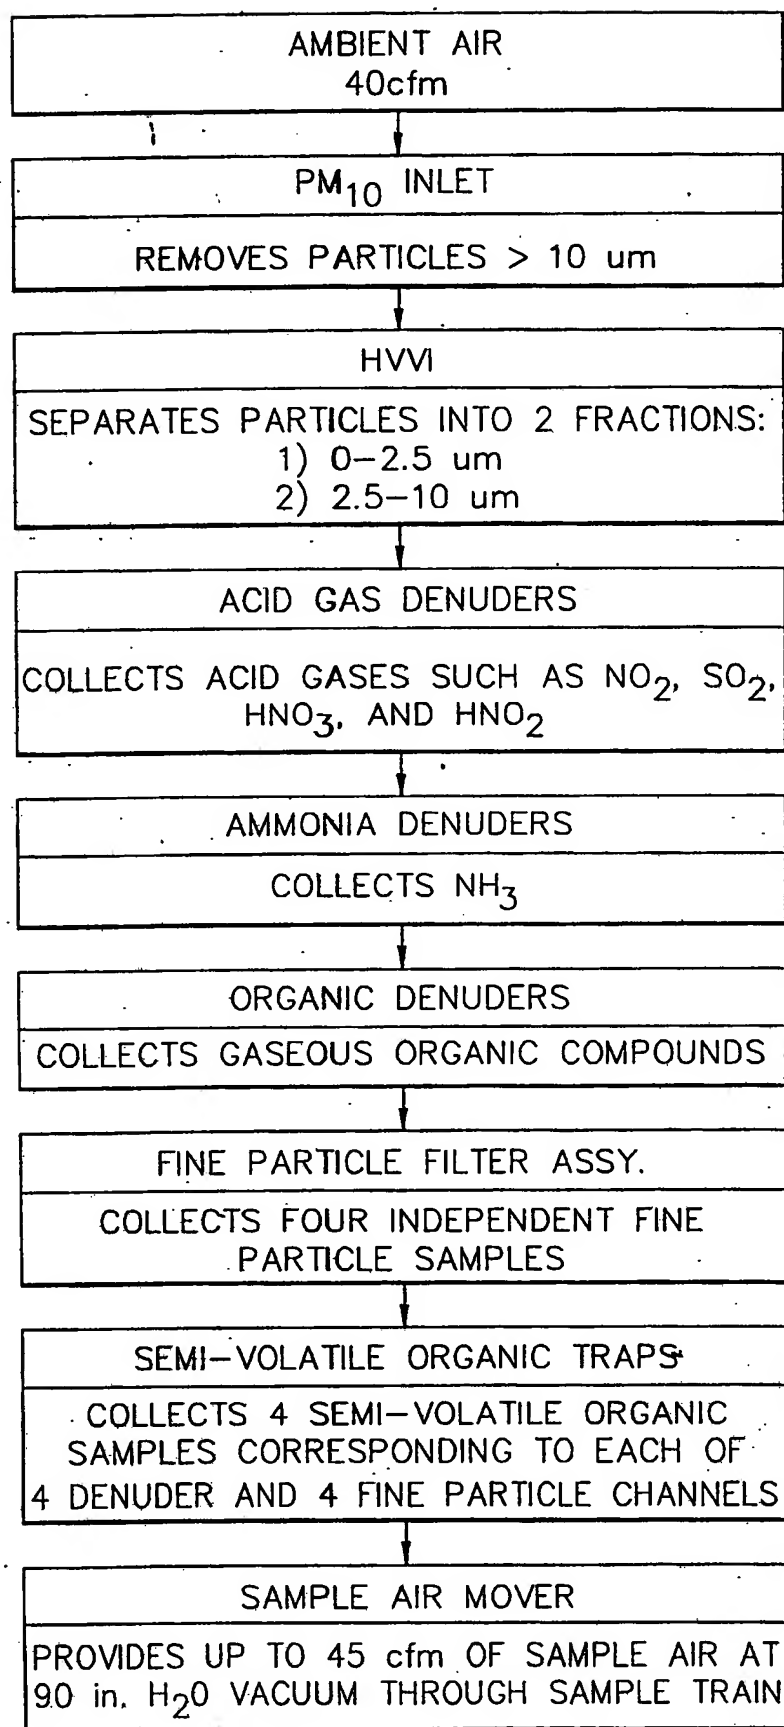 AMBIENT AIR
40cfm
PM10 INLET
REMOVES PARTICLES > 10 um
HVVI
SEPARATES PARTICLES INTO 2 FRACTIONS:
1) 0-2.5 um
2) 2.5-10 um
ACID GAS DENUDERS
COLLECTS ACID GASES SUCH AS NO2, SO2,
HNO3, AND HNO2
AMMONIA DENUDERS
COLLECTS NH3
ORGANIC DENUDERS
COLLECTS GASEOUS ORGANIC COMPOUNDS
FINE PARTICLE FILTER ASSY.
COLLECTS FOUR INDEPENDENT FINE
PARTICLE SAMPLES
SEMI-VOLATILE ORGANIC TRAPS
COLLECTS 4 SEMI-VOLATILE ORGANIC
SAMPLES CORRESPONDING TO EACH OF
4 DENUDER AND 4 FINE PARTICLE CHANNELS
SAMPLE AIR MOVER
PROVIDES UP TO 45 cfm OF SAMPLE AIR AT
90 in. H2O VACUUM THROUGH SAMPLE TRAIN